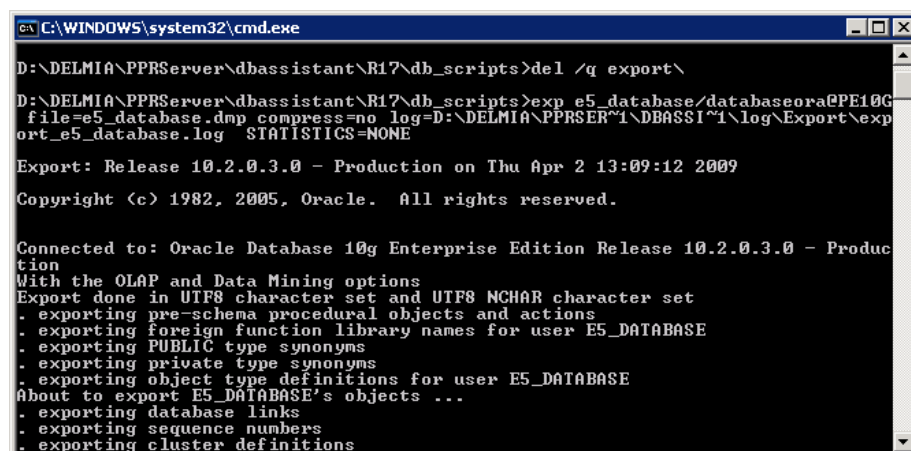 C:\WINDOWS\system32\cmd.exe
D:\DELMIA\PPRServer\dbassistant\R17\db_scripts>del /q export\
D:\DELMIA\PPRServer\dbassistant\R17\db_scripts>exp e5_database/databaseora@PE10G
file=e5_database.dmp compress=no log=D:\DELMIA\PPRSER~1\DBASSI~1\log\Export\exp
ort_e5_database.log  STATISTICS=NONE
Export: Release 10.2.0.3.0 - Production on Thu Apr 2 13:09:12 2009
Copyright (c) 1982, 2005, Oracle.  All rights reserved.
Connected to: Oracle Database 10g Enterprise Edition Release 10.2.0.3.0 - Produc
tion
With the OLAP and Data Mining options
Export done in UTF8 character set and UTF8 NCHAR character set
. exporting pre-schema procedural objects and actions
. exporting foreign function library names for user E5_DATABASE
. exporting PUBLIC type synonyms
. exporting private type synonyms
. exporting object type definitions for user E5_DATABASE
About to export E5_DATABASE's objects ...
. exporting database links
. exporting sequence numbers
. exporting cluster definitions